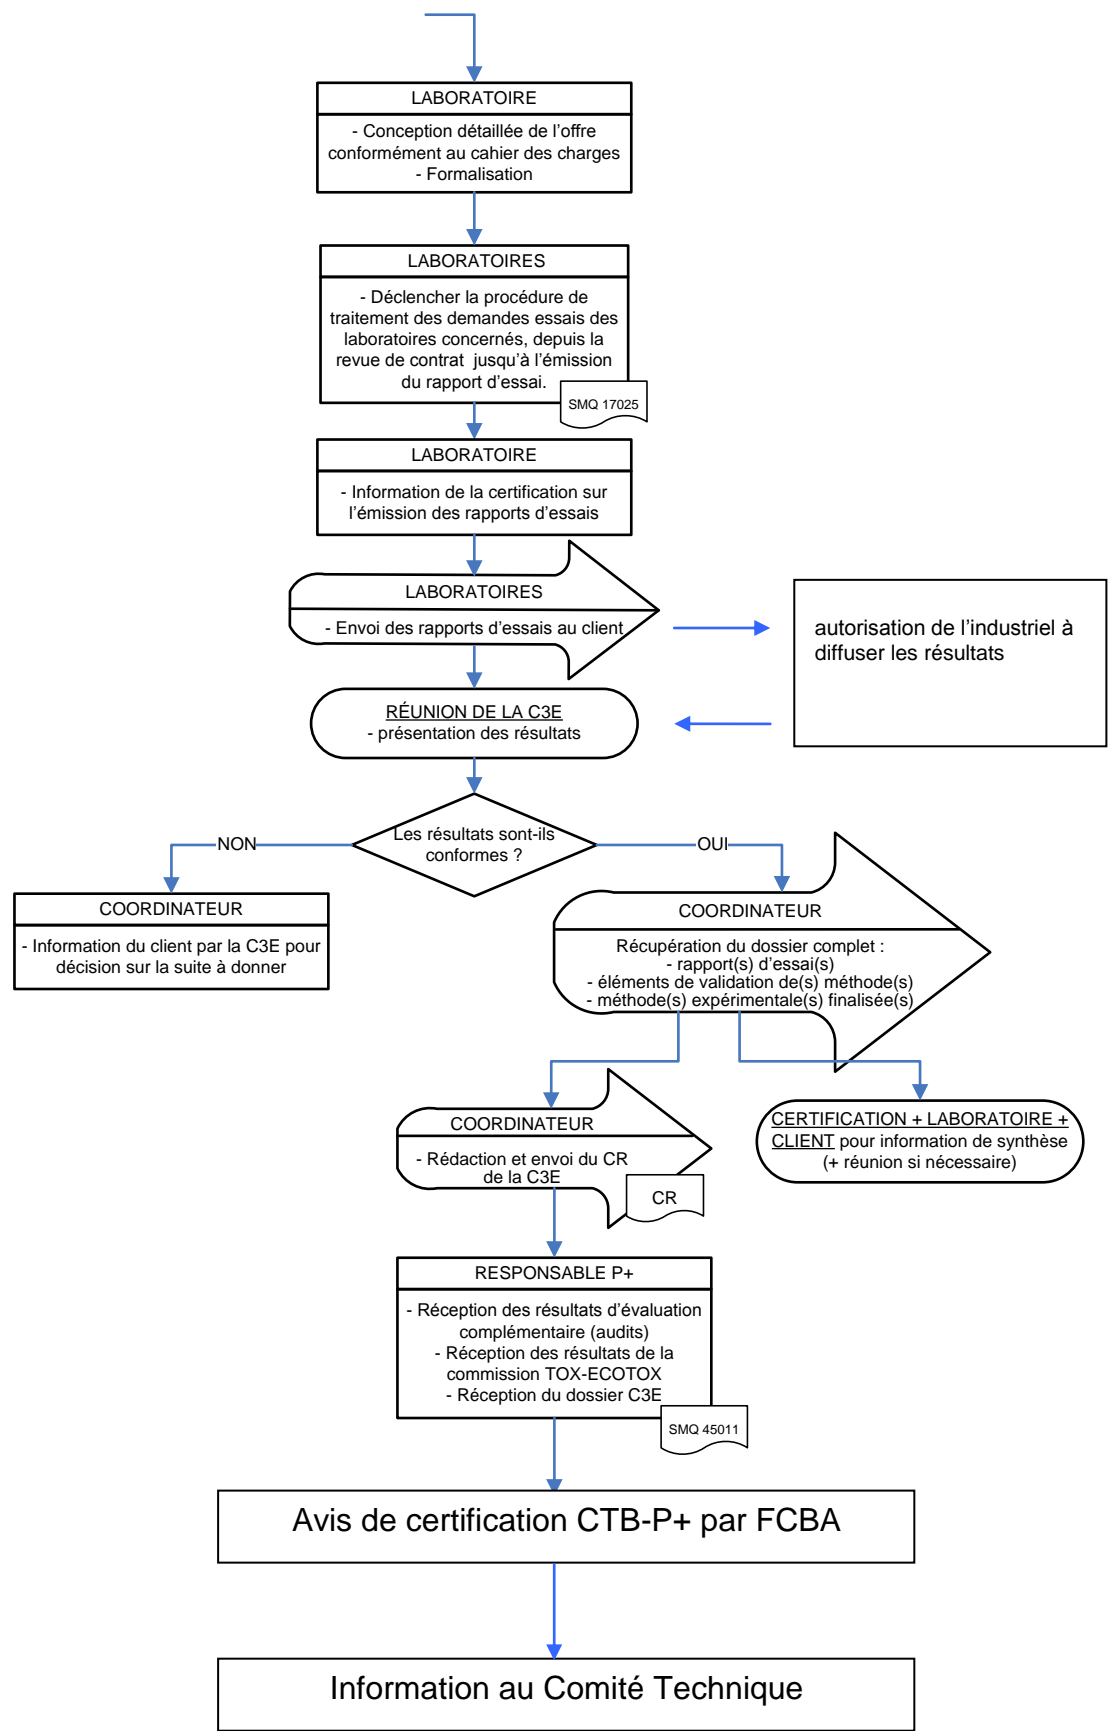 LABORATOIRE
- Conception détaillée de l’offre
conformément au cahier des charges
- Formalisation
LABORATOIRES
- Déclencher la procédure de
traitement des demandes essais des
laboratoires concernés, depuis la
revue de contrat  jusqu’à l’émission
du rapport d’essai.
SMQ 17025
LABORATOIRE
- Information de la certification sur
l’émission des rapports d’essais
LABORATOIRES
- Envoi des rapports d’essais au client
autorisation de l’industriel à
diffuser les résultats
RÉUNION DE LA C3E
- présentation des résultats
Les résultats sont-ils
conformes ?
NON
OUI
COORDINATEUR
- Information du client par la C3E pour
décision sur la suite à donner
COORDINATEUR
Récupération du dossier complet :
- rapport(s) d’essai(s)
- éléments de validation de(s) méthode(s)
- méthode(s) expérimentale(s) finalisée(s)
COORDINATEUR
- Rédaction et envoi du CR
de la C3E
CR
CERTIFICATION + LABORATOIRE +
CLIENT pour information de synthèse
(+ réunion si nécessaire)
RESPONSABLE P+
- Réception des résultats d’évaluation
complémentaire (audits)
- Réception des résultats de la
commission TOX-ECOTOX
- Réception du dossier C3E
SMQ 45011
Avis de certification CTB-P+ par FCBA
Information au Comité Technique